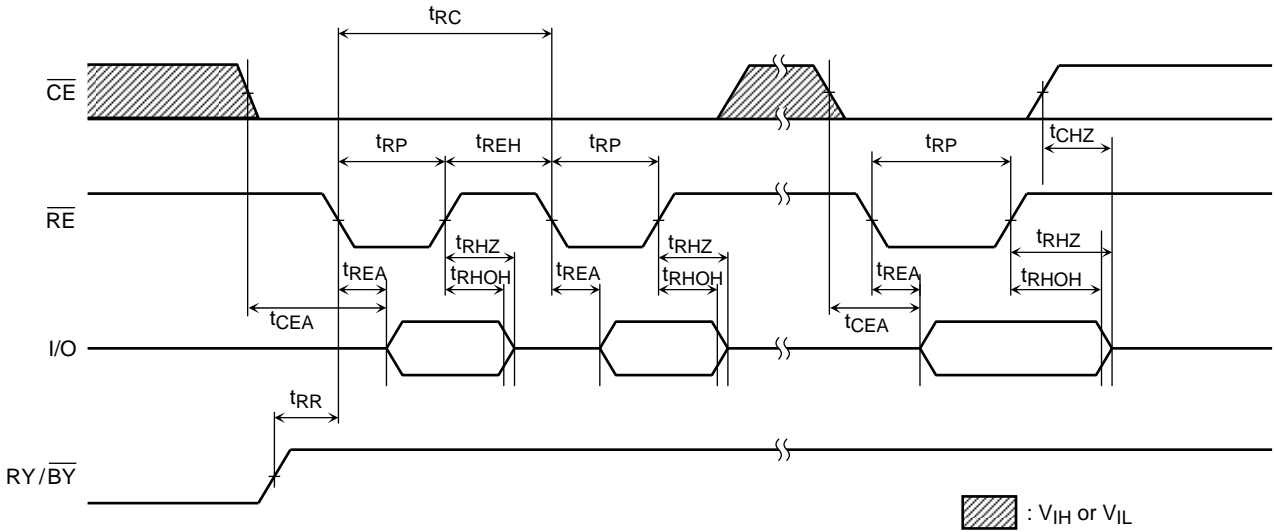 tRC
CE
tCHZ
tRP tREH tRP tRP
RE
tRHZ tRHZ tRHZ
tREA tRHOH tREA tRHOH tREA tRHOH
tCEA tCEA
I/O
tRR
RY/BY
: VIH or VIL